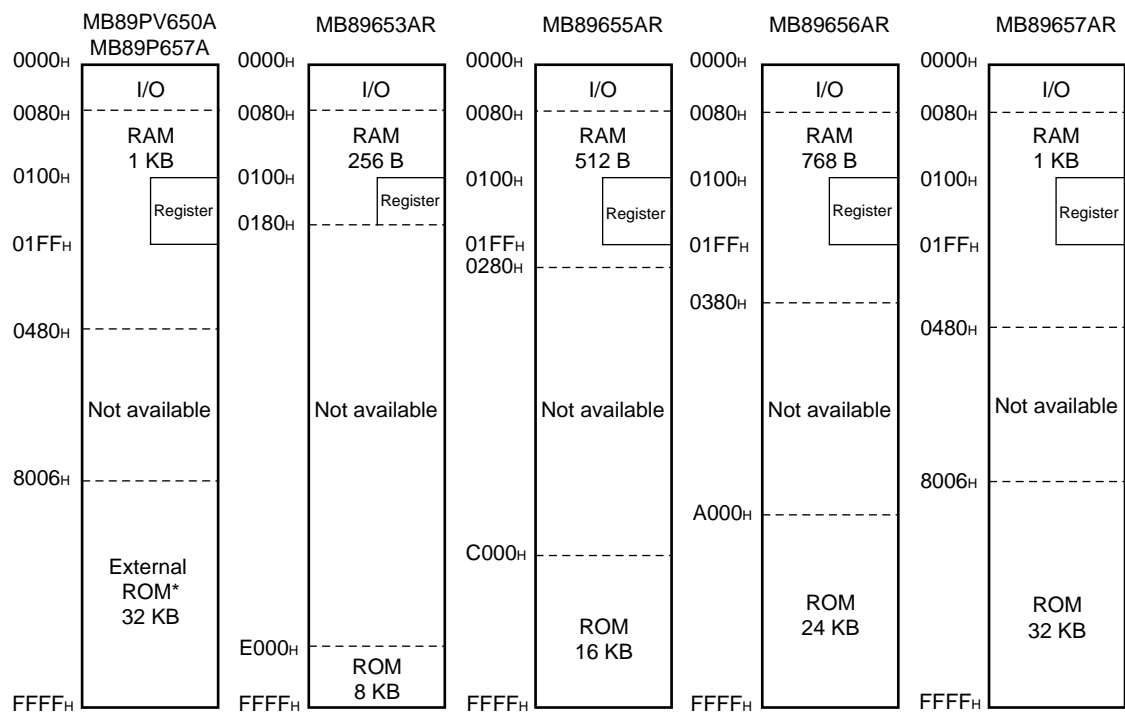 MB89PV650A
MB89P657A
0000H
I/O
0080H
RAM
1 KB
0100H
Register
01FFH
0480H
Not available
8006H
External
ROM*
32 KB
FFFFH
MB89653AR
0000H
I/O
0080H
RAM
256 B
0100H
Register
0180H
Not available
E000H
ROM
8 KB
FFFFH
MB89655AR
0000H
I/O
0080H
RAM
512 B
0100H
Register
01FFH
0280H
Not available
C000H
ROM
16 KB
FFFFH
MB89656AR
0000H
I/O
0080H
RAM
768 B
0100H
Register
01FFH
0380H
Not available
A000H
ROM
24 KB
FFFFH
MB89657AR
0000H
I/O
0080H
RAM
1 KB
0100H
Register
01FFH
0480H
Not available
8006H
ROM
32 KB
FFFFH